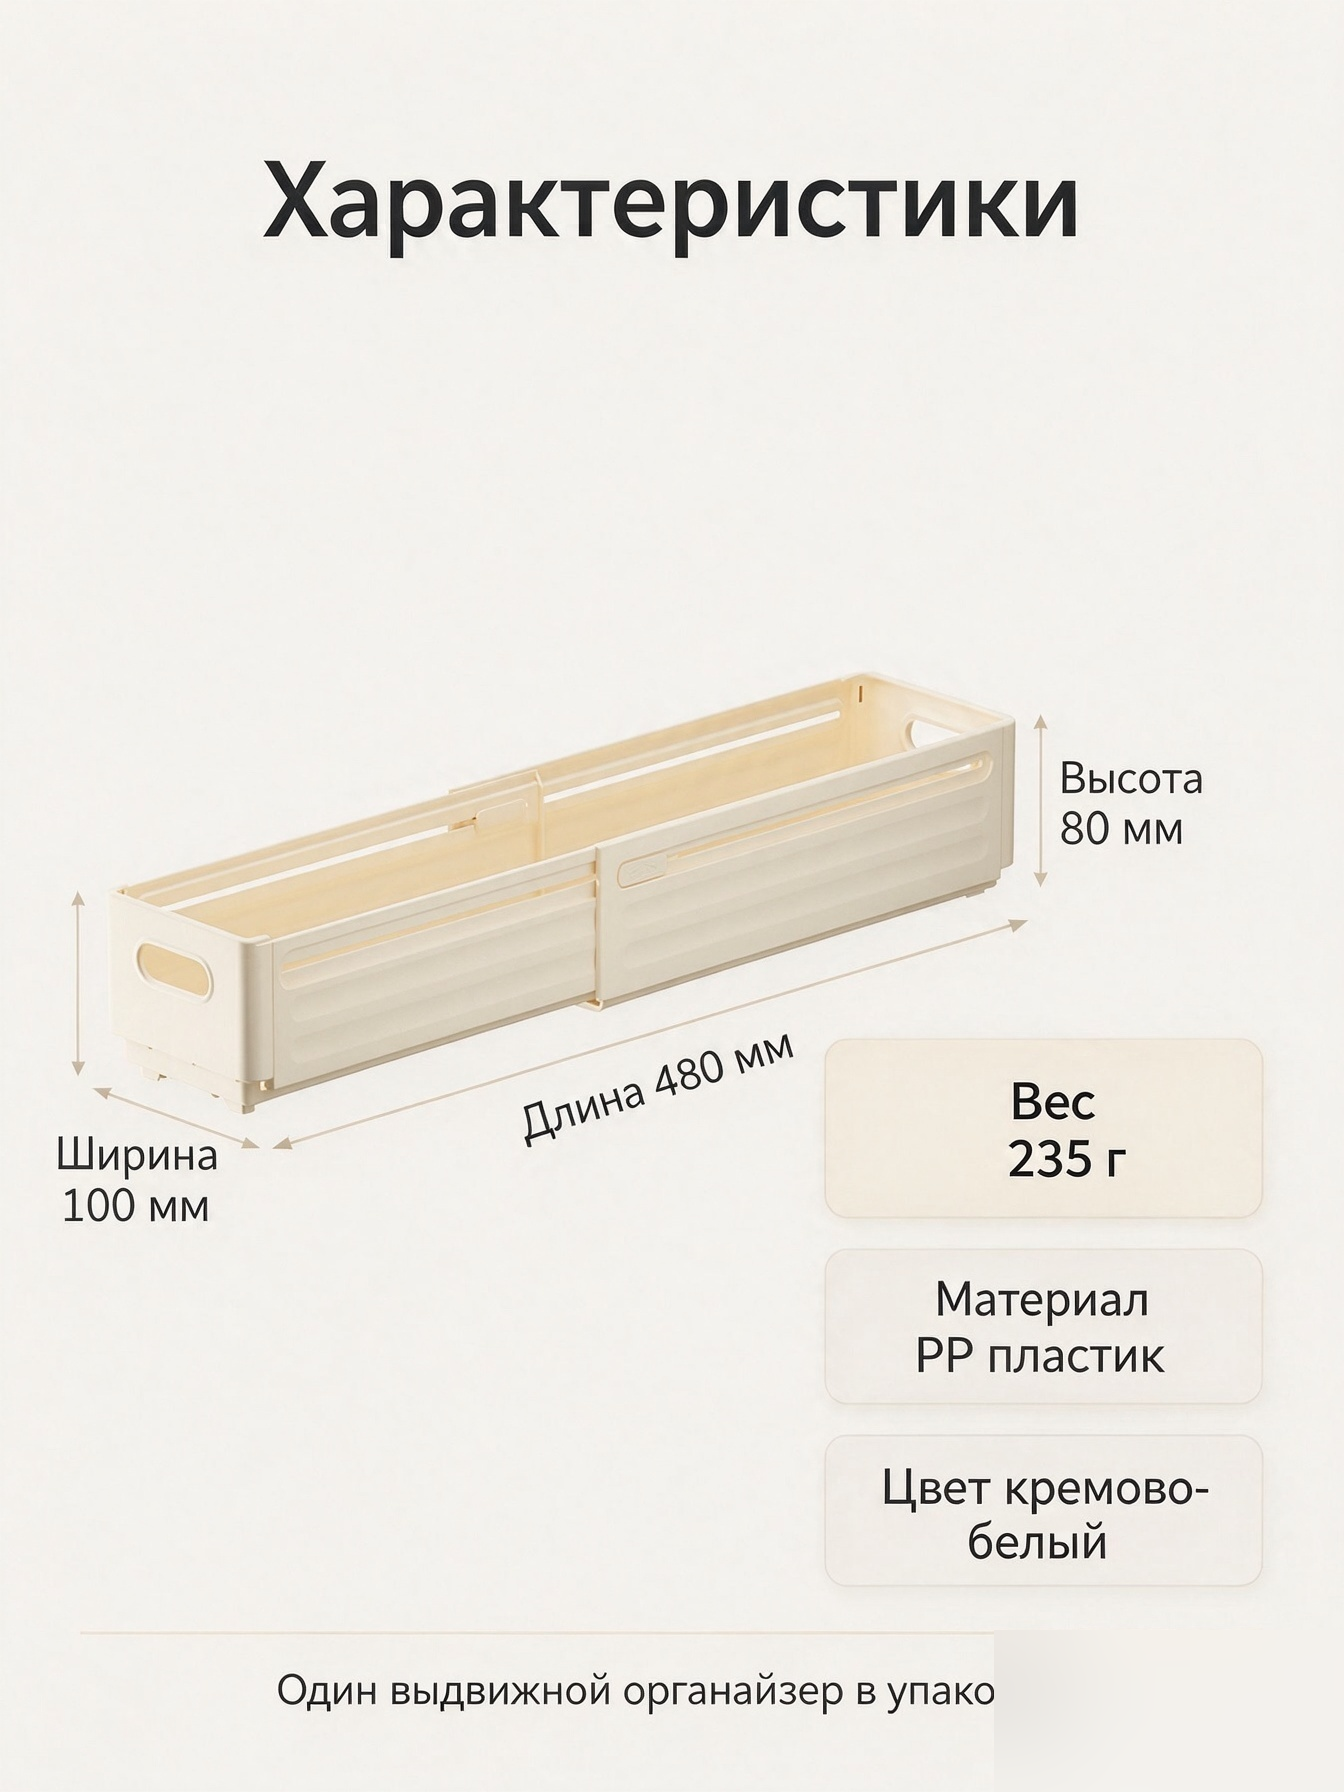 Характеристики
Высота
80 мм
Длина 480 мм
Ширина
100 мм
Вес
235 г
Материал
PP пластик
Цвет кремово-
белый
Один выдвижной органайзер в упако